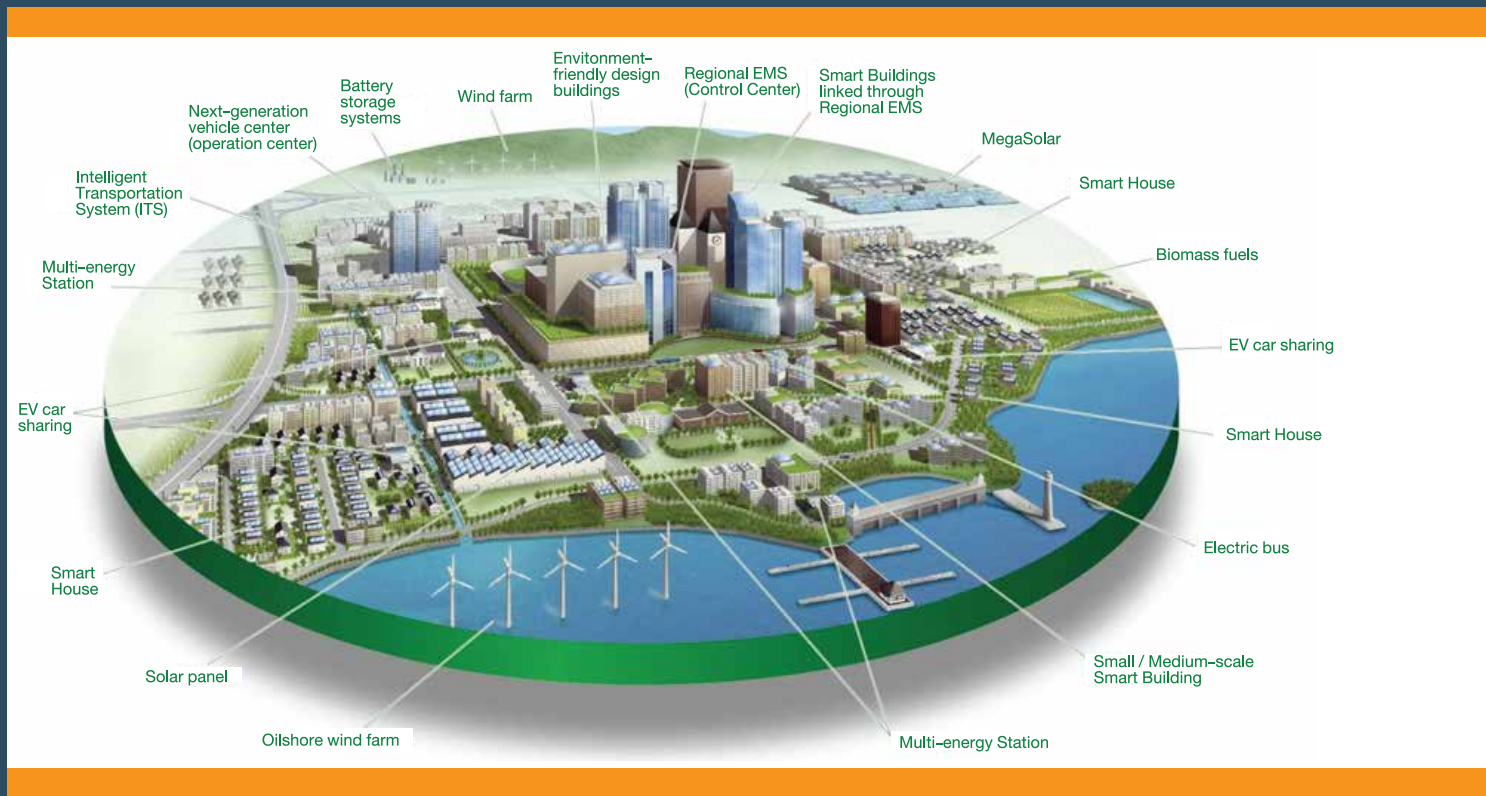 Envitonment-
friendly design
buildings
Regional EMS
(Control Center)
Smart Buildings
linked through
Regional EMS
Battery
storage
systems
Wind farm
Next-generation
vehicle center
(operation center)
MegaSolar
Intelligent
Transportation
System (ITS)
Smart House
Multi-energy
Station
Biomass fuels
EV car sharing
EV car
sharing
Smart House
Electric bus
Smart
House
Solar panel
Small / Medium-scale
Smart Building
Oilshore wind farm
Multi-energy Station